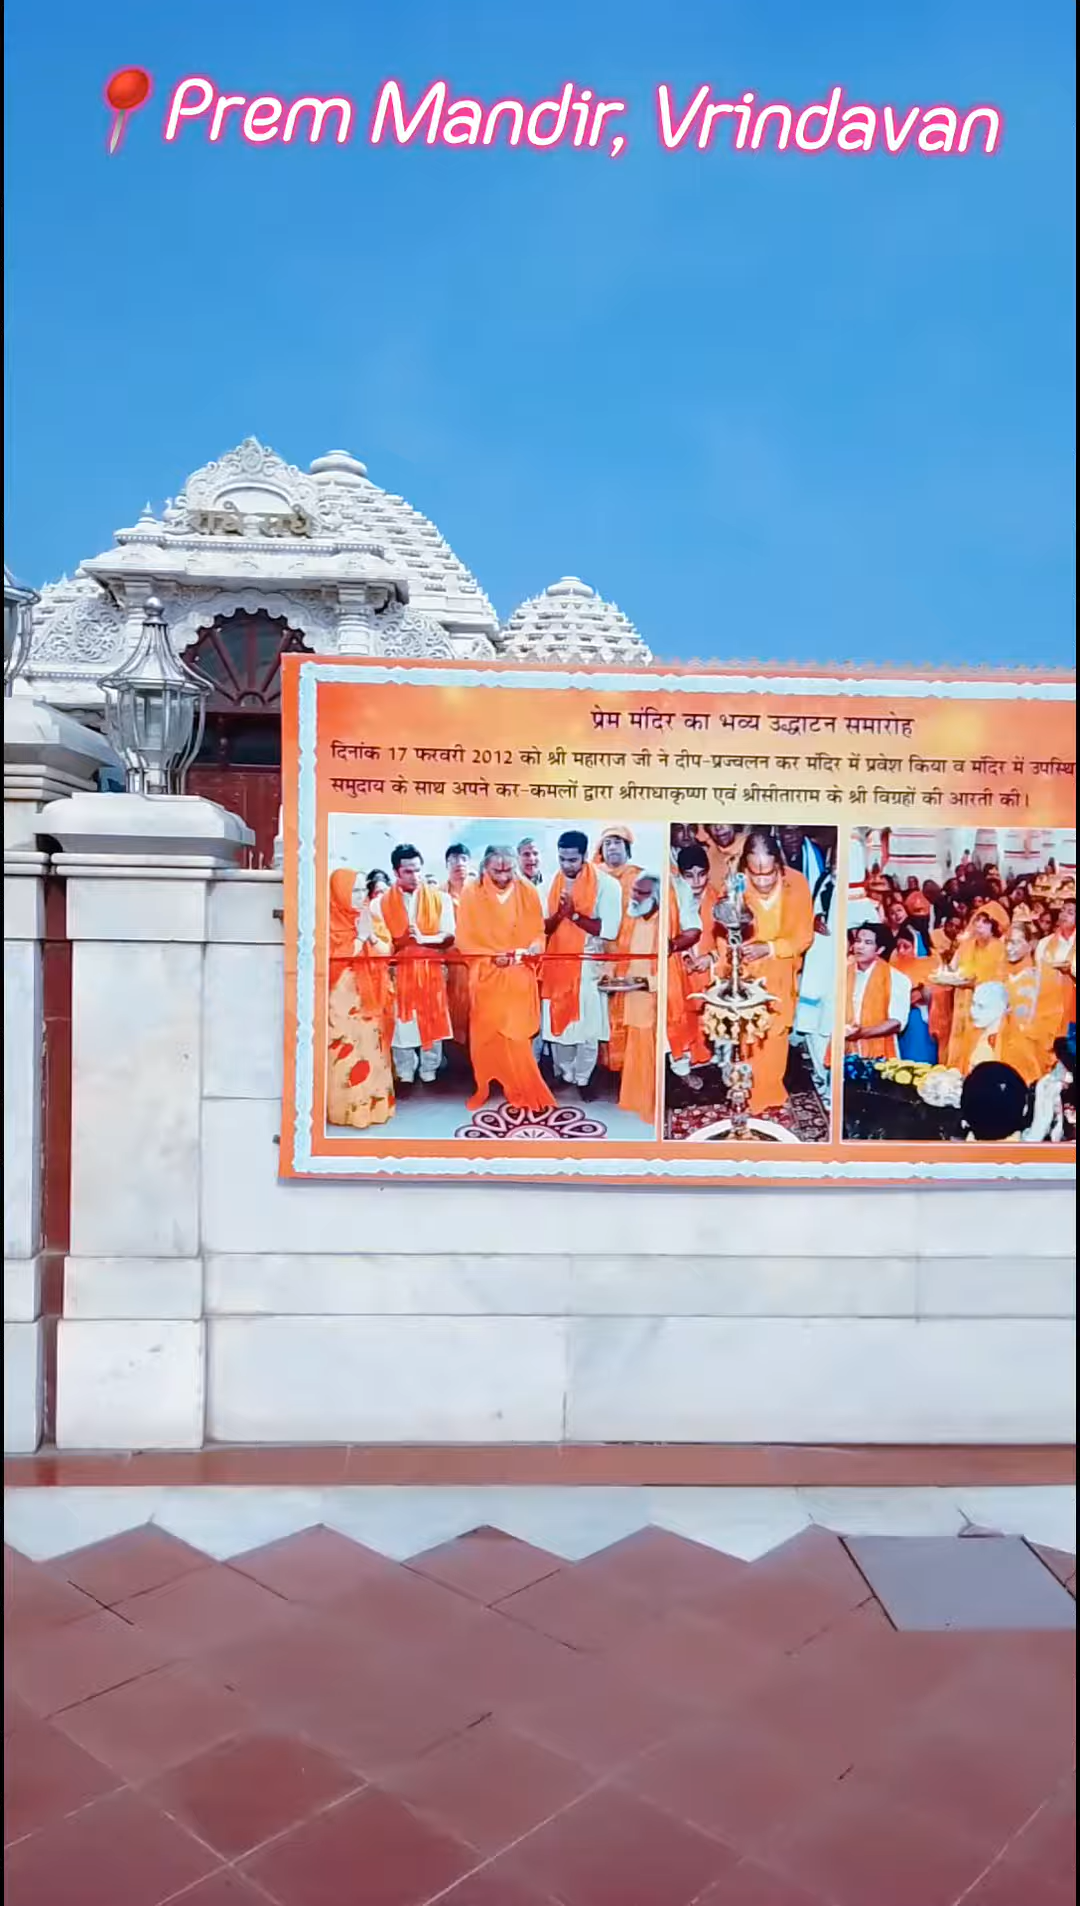 Prem Mandir, Vrindavan
राधे राधे
प्रेम मंदिर का भव्य उद्घाटन समारोह
दिनांक 17 फरवरी 2012 को श्री महाराज जी ने दीप-प्रज्वलन कर मंदिर में प्रवेश किया व मंदिर में
समुदाय के साथ अपने कर-कमलों द्वारा श्रीराधाकृष्ण एवं श्रीसीताराम के श्री विग्रहों की आरती की।